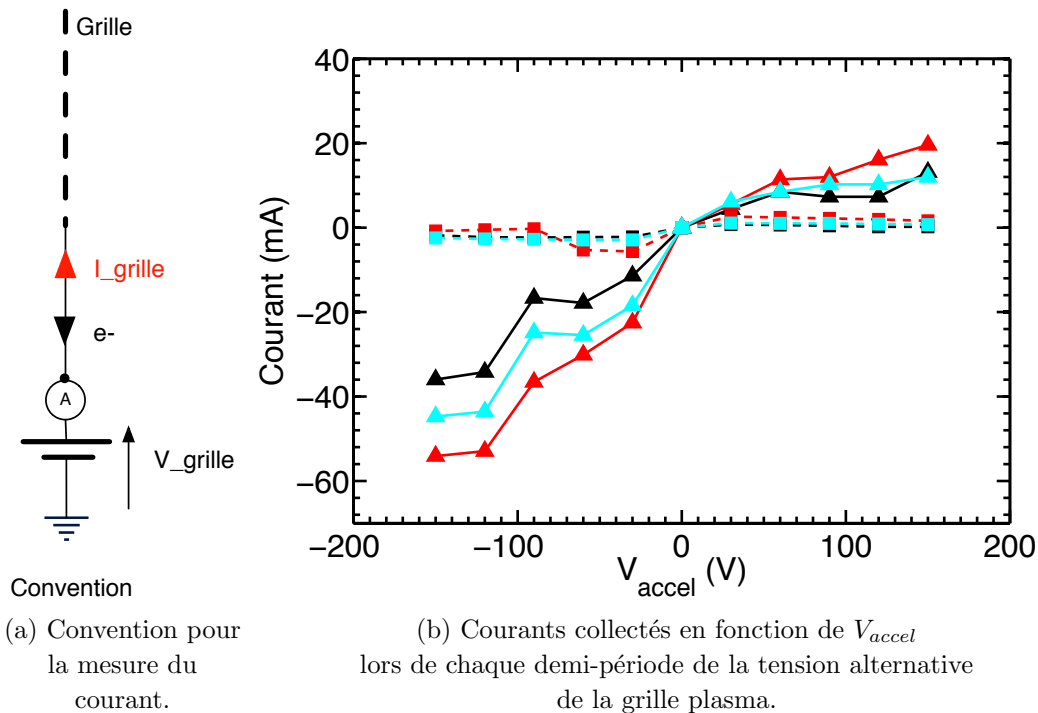 Grille
I_grille
e-
A
V_grille
Convention
(a) Convention pour
la mesure du
courant.
40
20
0
−20
−40
−60
Courant (mA)
−200
−100
0
100
200
V_accel (V)
(b) Courants collectés en fonction de V_accel
lors de chaque demi-période de la tension alternative
de la grille plasma.